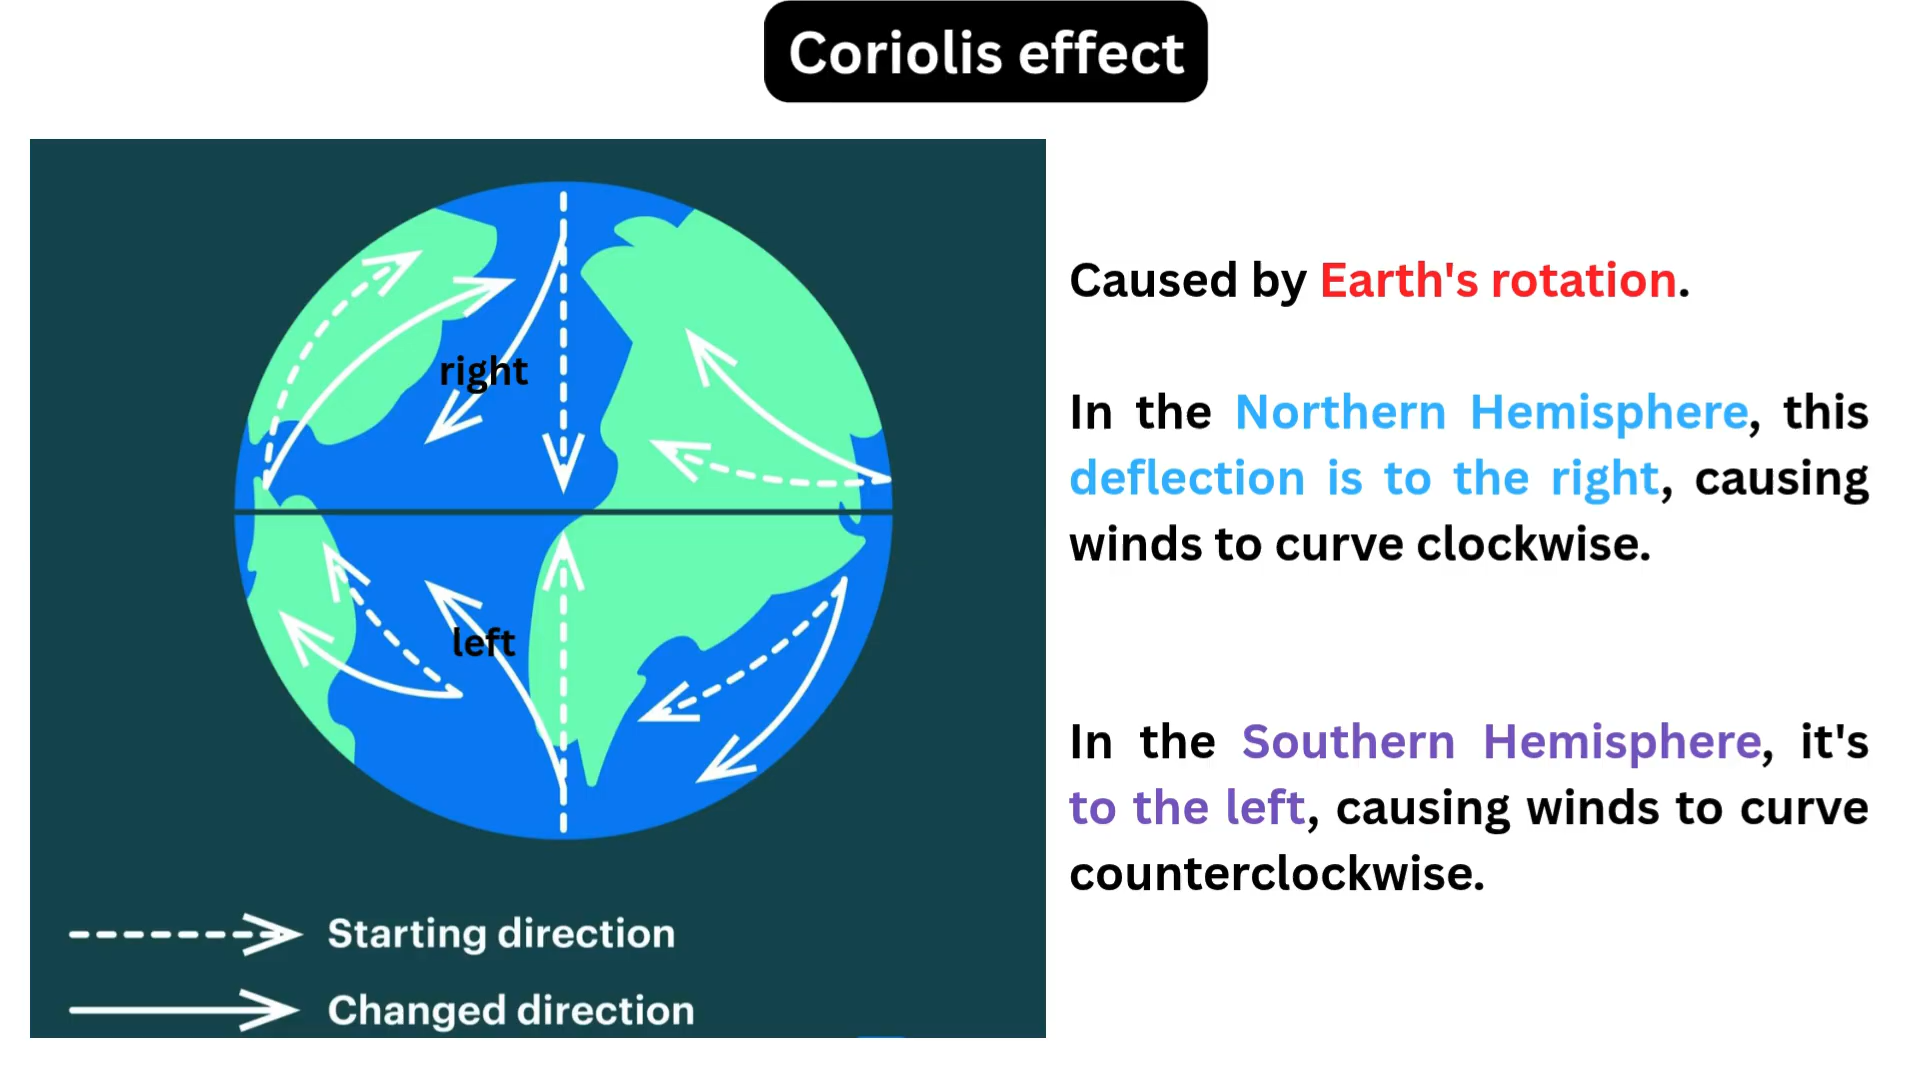 Coriolis effect
right
left
Starting direction
Changed direction
Caused by Earth's rotation.
In the Northern Hemisphere, this
deflection is to the right, causing
winds to curve clockwise.
In the Southern Hemisphere, it's
to the left, causing winds to curve
counterclockwise.